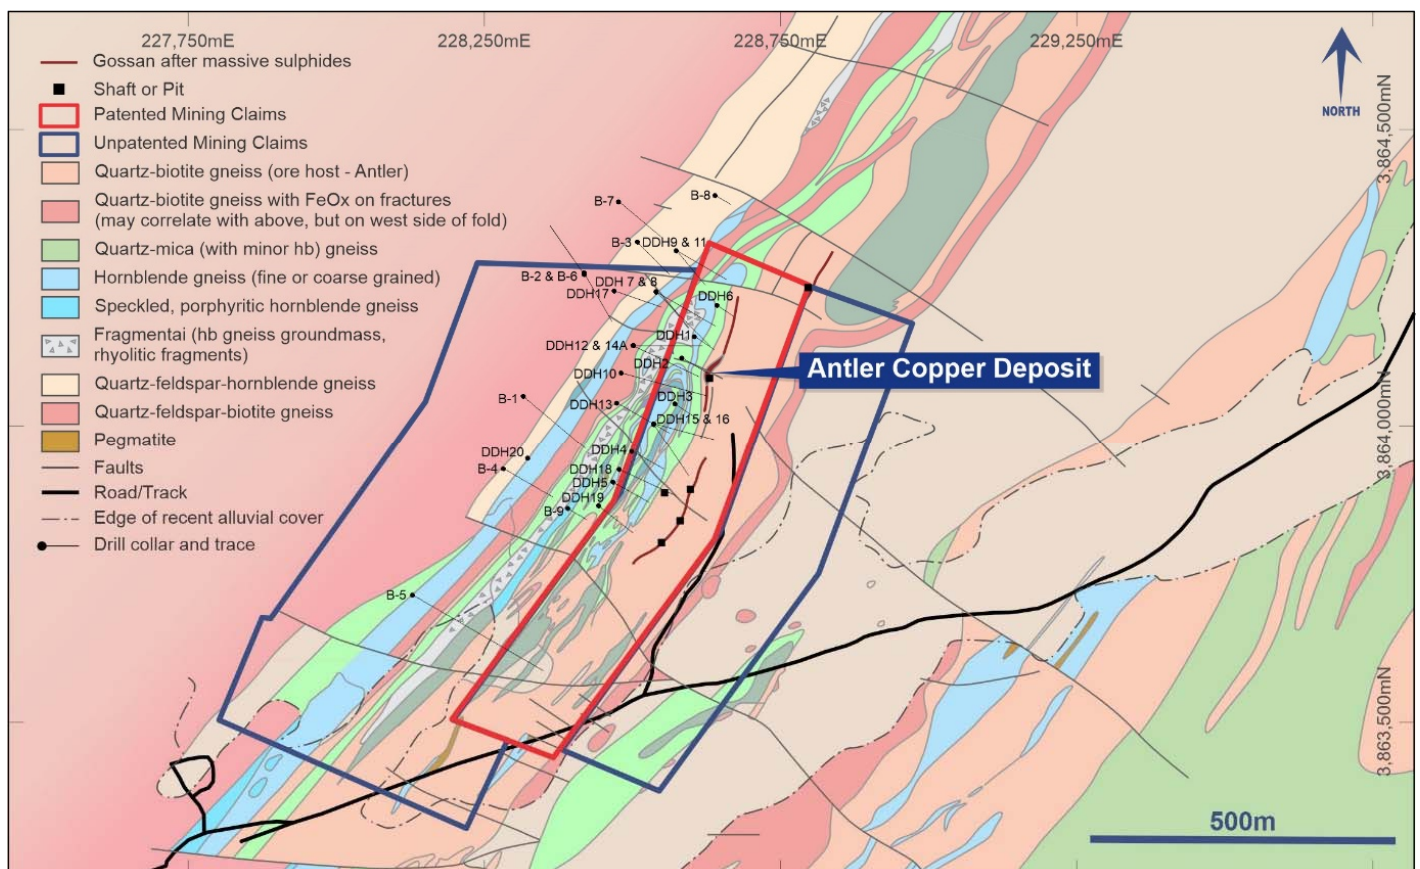 227,750mE
228,250mE
228,750mE
229,250mE
Gossan after massive sulphides
Shaft or Pit
Patented Mining Claims
Unpatented Mining Claims
Quartz-biotite gneiss (ore host - Antler)
Quartz-biotite gneiss with FeOx on fractures
(may correlate with above, but on west side of fold)
Quartz-mica (with minor hb) gneiss
Hornblende gneiss (fine or coarse grained)
Speckled, porphyritic hornblende gneiss
Fragmentai (hb gneiss groundmass,
rhyolitic fragments)
Quartz-feldspar-hornblende gneiss
Quartz-feldspar-biotite gneiss
Pegmatite
Faults
Road/Track
Edge of recent alluvial cover
Drill collar and trace
NORTH
3,864,500mN
3,864,000mN
3,863,500mN
B-8
B-7
B-3
DDH9 & 11
B-2 & B-6
DDH 7 & 8
DDH17
DDH6
DDH1
DDH12 & 14A
DDH2
DDH10
Antler Copper Deposit
B-1
DDH13
DDH3
DDH15 & 16
DDH20
DDH4
B-4
DDH18
DDH5
DDH19
B-9
B-5
500m